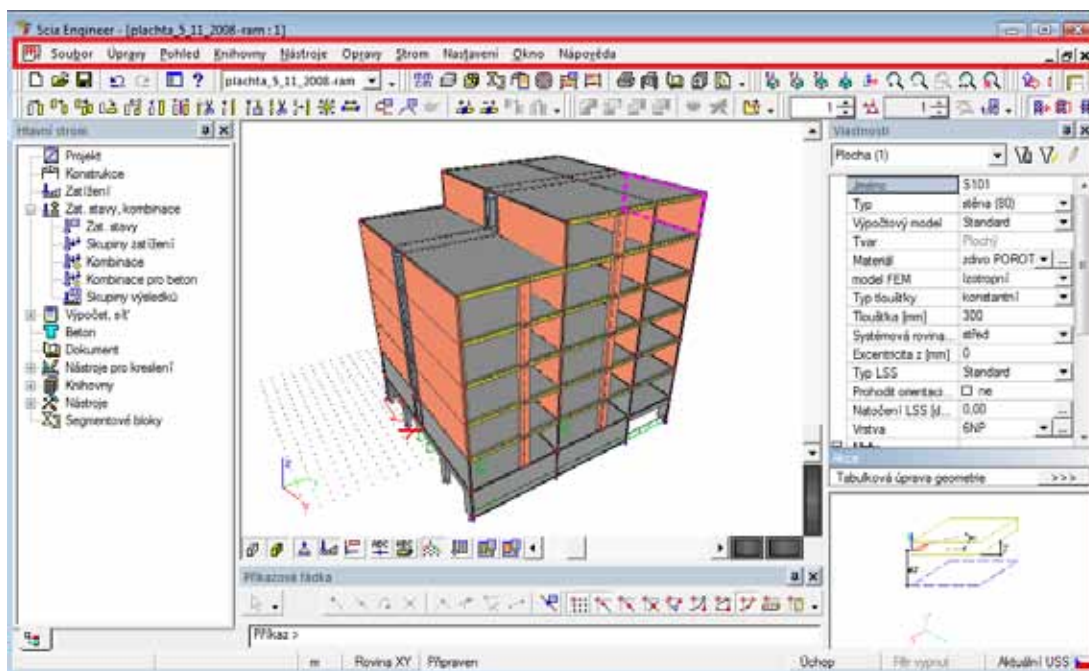 Scia Engineer - [plachta_5_11_2008-ram : 1]
Soubor Úpravy Pohled Knihovny Nástroje Opravy Strom Nastavení Okno Nápověda
plachta_5_11_2008-ram
1 1
Hlavní strom
Projekt
Konstrukce
Zatížení
Zat. stavy, kombinace
Zat. stavy
Skupiny zatížení
Kombinace
Kombinace pro beton
Skupiny výsledků
Výpočet, síť
Beton
Dokument
Nástroje pro kreslení
Knihovny
Nástroje
Segmentové bloky
Vlastnosti
Plocha (1)
Jméno S101
Typ stěna (80)
Výpočtový model Standard
Tvar Plochý
Materiál zdivo POROT
model FEM Izotropní
Typ tloušťky konstantní
Tloušťka [mm] 300
Systémová rovina... střed
Excentricita z [mm] 0
Typ LSS Standard
Prohodit orientaci ne
Natočení LSS [d... 0.00
Vrstva 6NP
Akce
Tabulková úprava geometrie >>>
Příkazová řádka
Příkaz >
m Rovina XY Připraven Úchop Filtr vypnut Aktuální USS